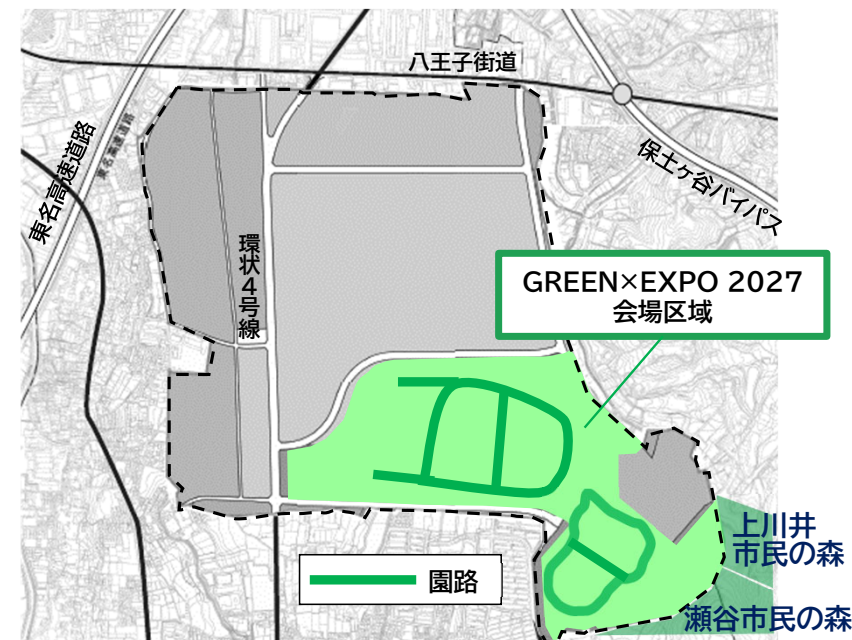 八王子街道
東名高速道路
東名高速道路
保土ヶ谷バイパス
環状4号線
GREEN×EXPO 2027
会場区域
上川井
市民の森
園路
瀬谷市民の森